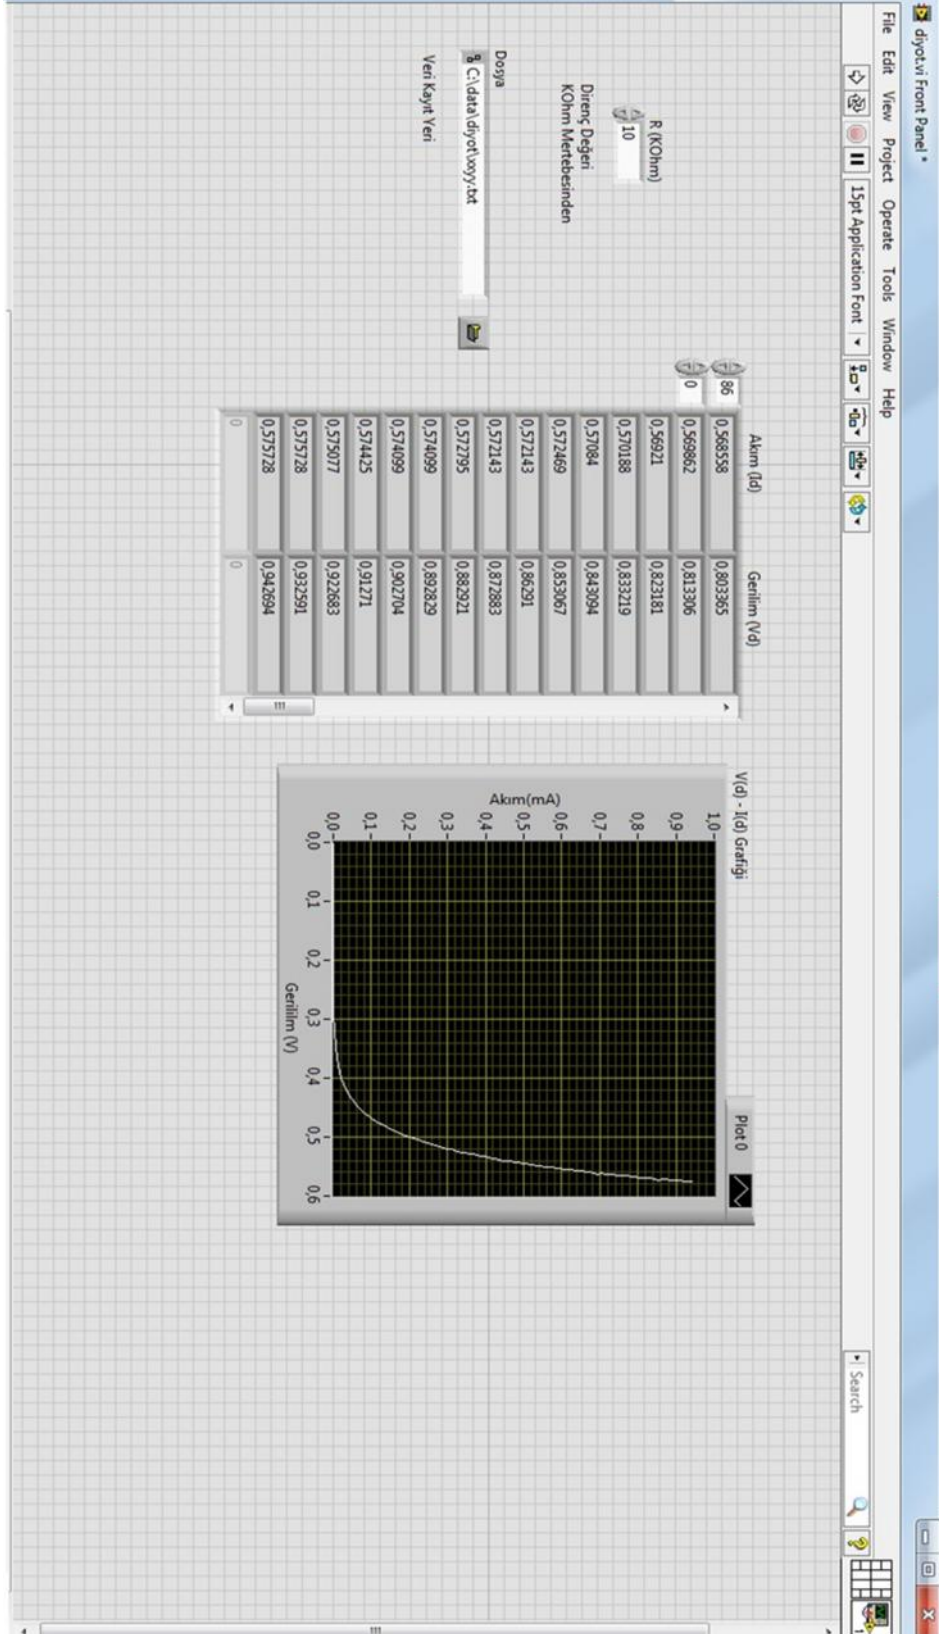 diyot.vi Front Panel *
File Edit View Project Operate Tools Window Help
15pt Application Font
Search
R (KOhm)
10
Direnç Değeri
KOhm Mertebesinden
Dosya
C:\data\diyot\xxyy.txt
Veri Kayıt Yeri
86
0
Akım (Id) Gerilim (Vd)
0,568558 0,803365
0,569862 0,813306
0,56921 0,823181
0,570188 0,833219
0,57084 0,843094
0,572469 0,853067
0,572143 0,86291
0,572143 0,872883
0,572795 0,882921
0,574099 0,892829
0,574099 0,902704
0,574425 0,91271
0,575077 0,922683
0,575728 0,932591
0,575728 0,942694
0 0
V(d) - I(d) Grafiği
Plot 0
Akım(mA)
1,0
0,9
0,8
0,7
0,6
0,5
0,4
0,3
0,2
0,1
0,0
0,0 0,1 0,2 0,3 0,4 0,5 0,6
Gerililm (V)